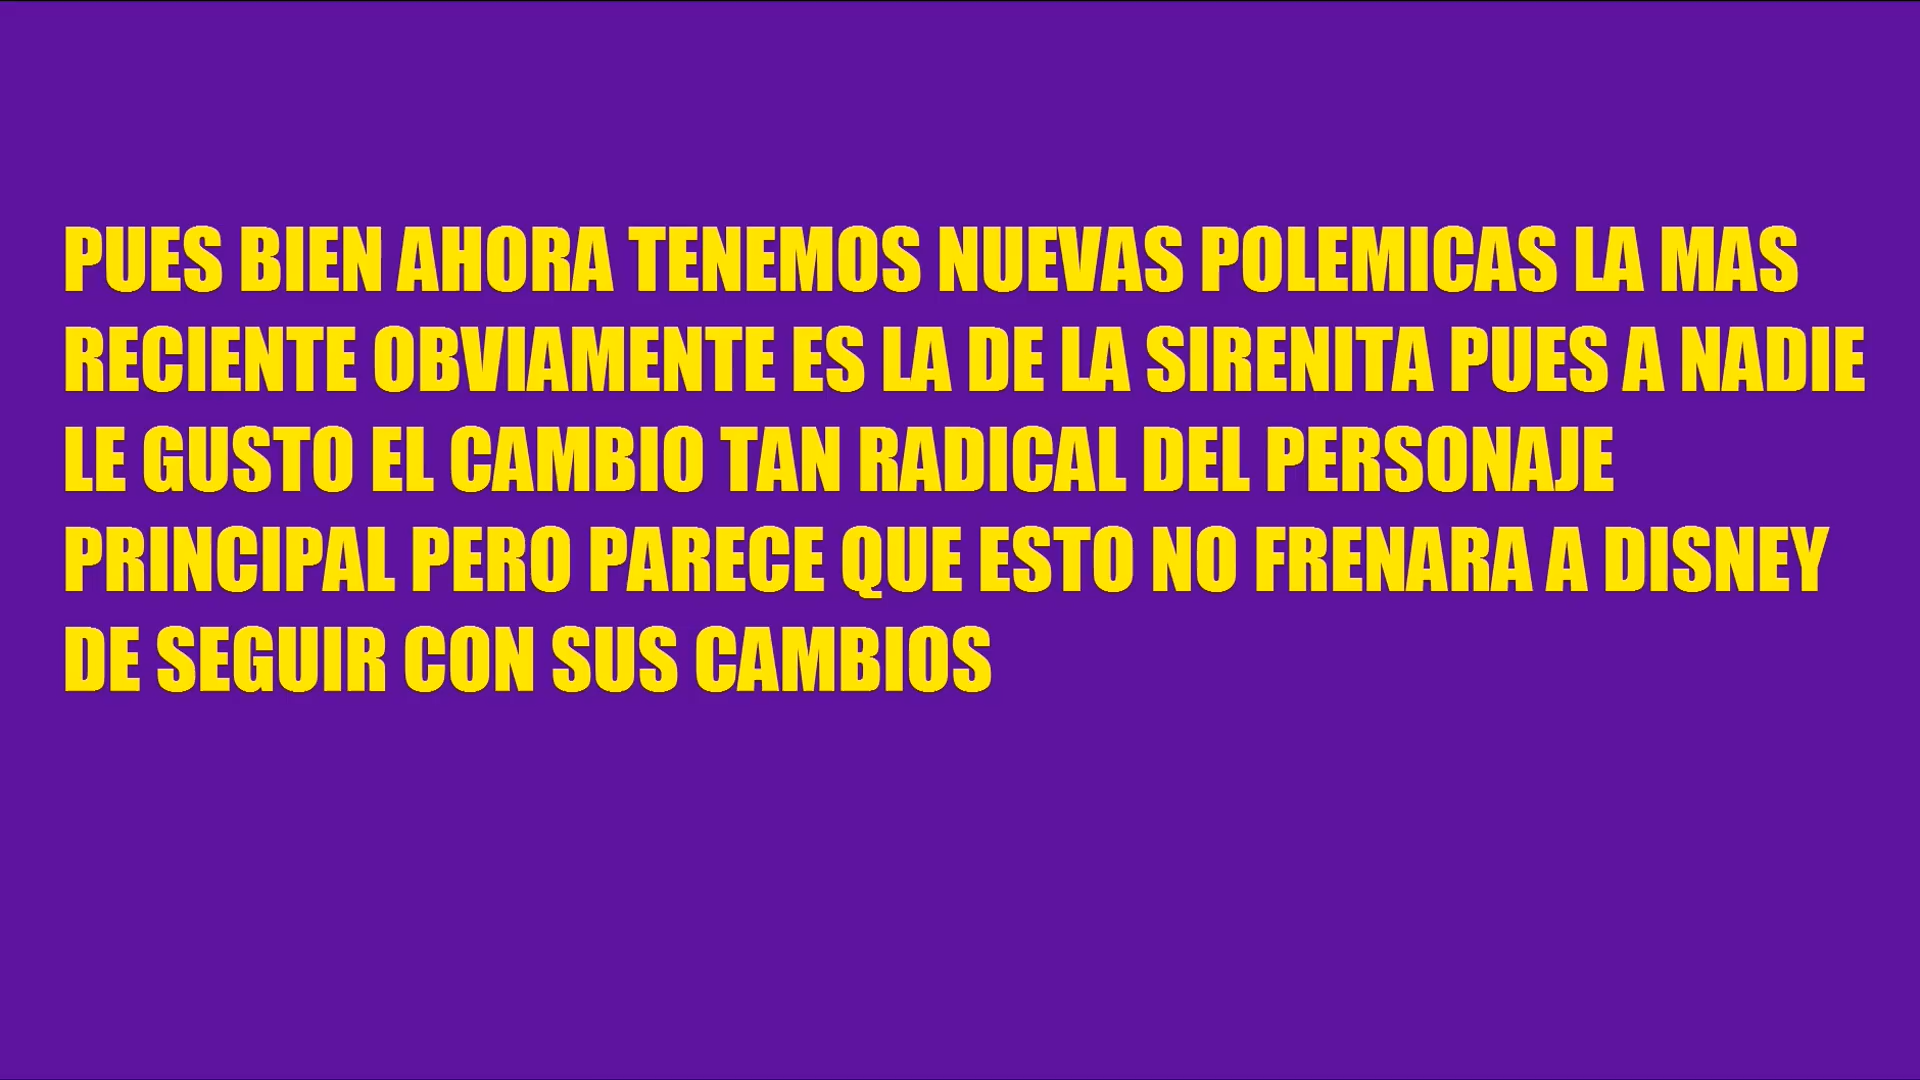 PUES BIEN AHORA TENEMOS NUEVAS POLEMICAS LA MAS
RECIENTE OBVIAMENTE ES LA DE LA SIRENITA PUES A NADIE
LE GUSTO EL CAMBIO TAN RADICAL DEL PERSONAJE
PRINCIPAL PERO PARECE QUE ESTO NO FRENARA A DISNEY
DE SEGUIR CON SUS CAMBIOS